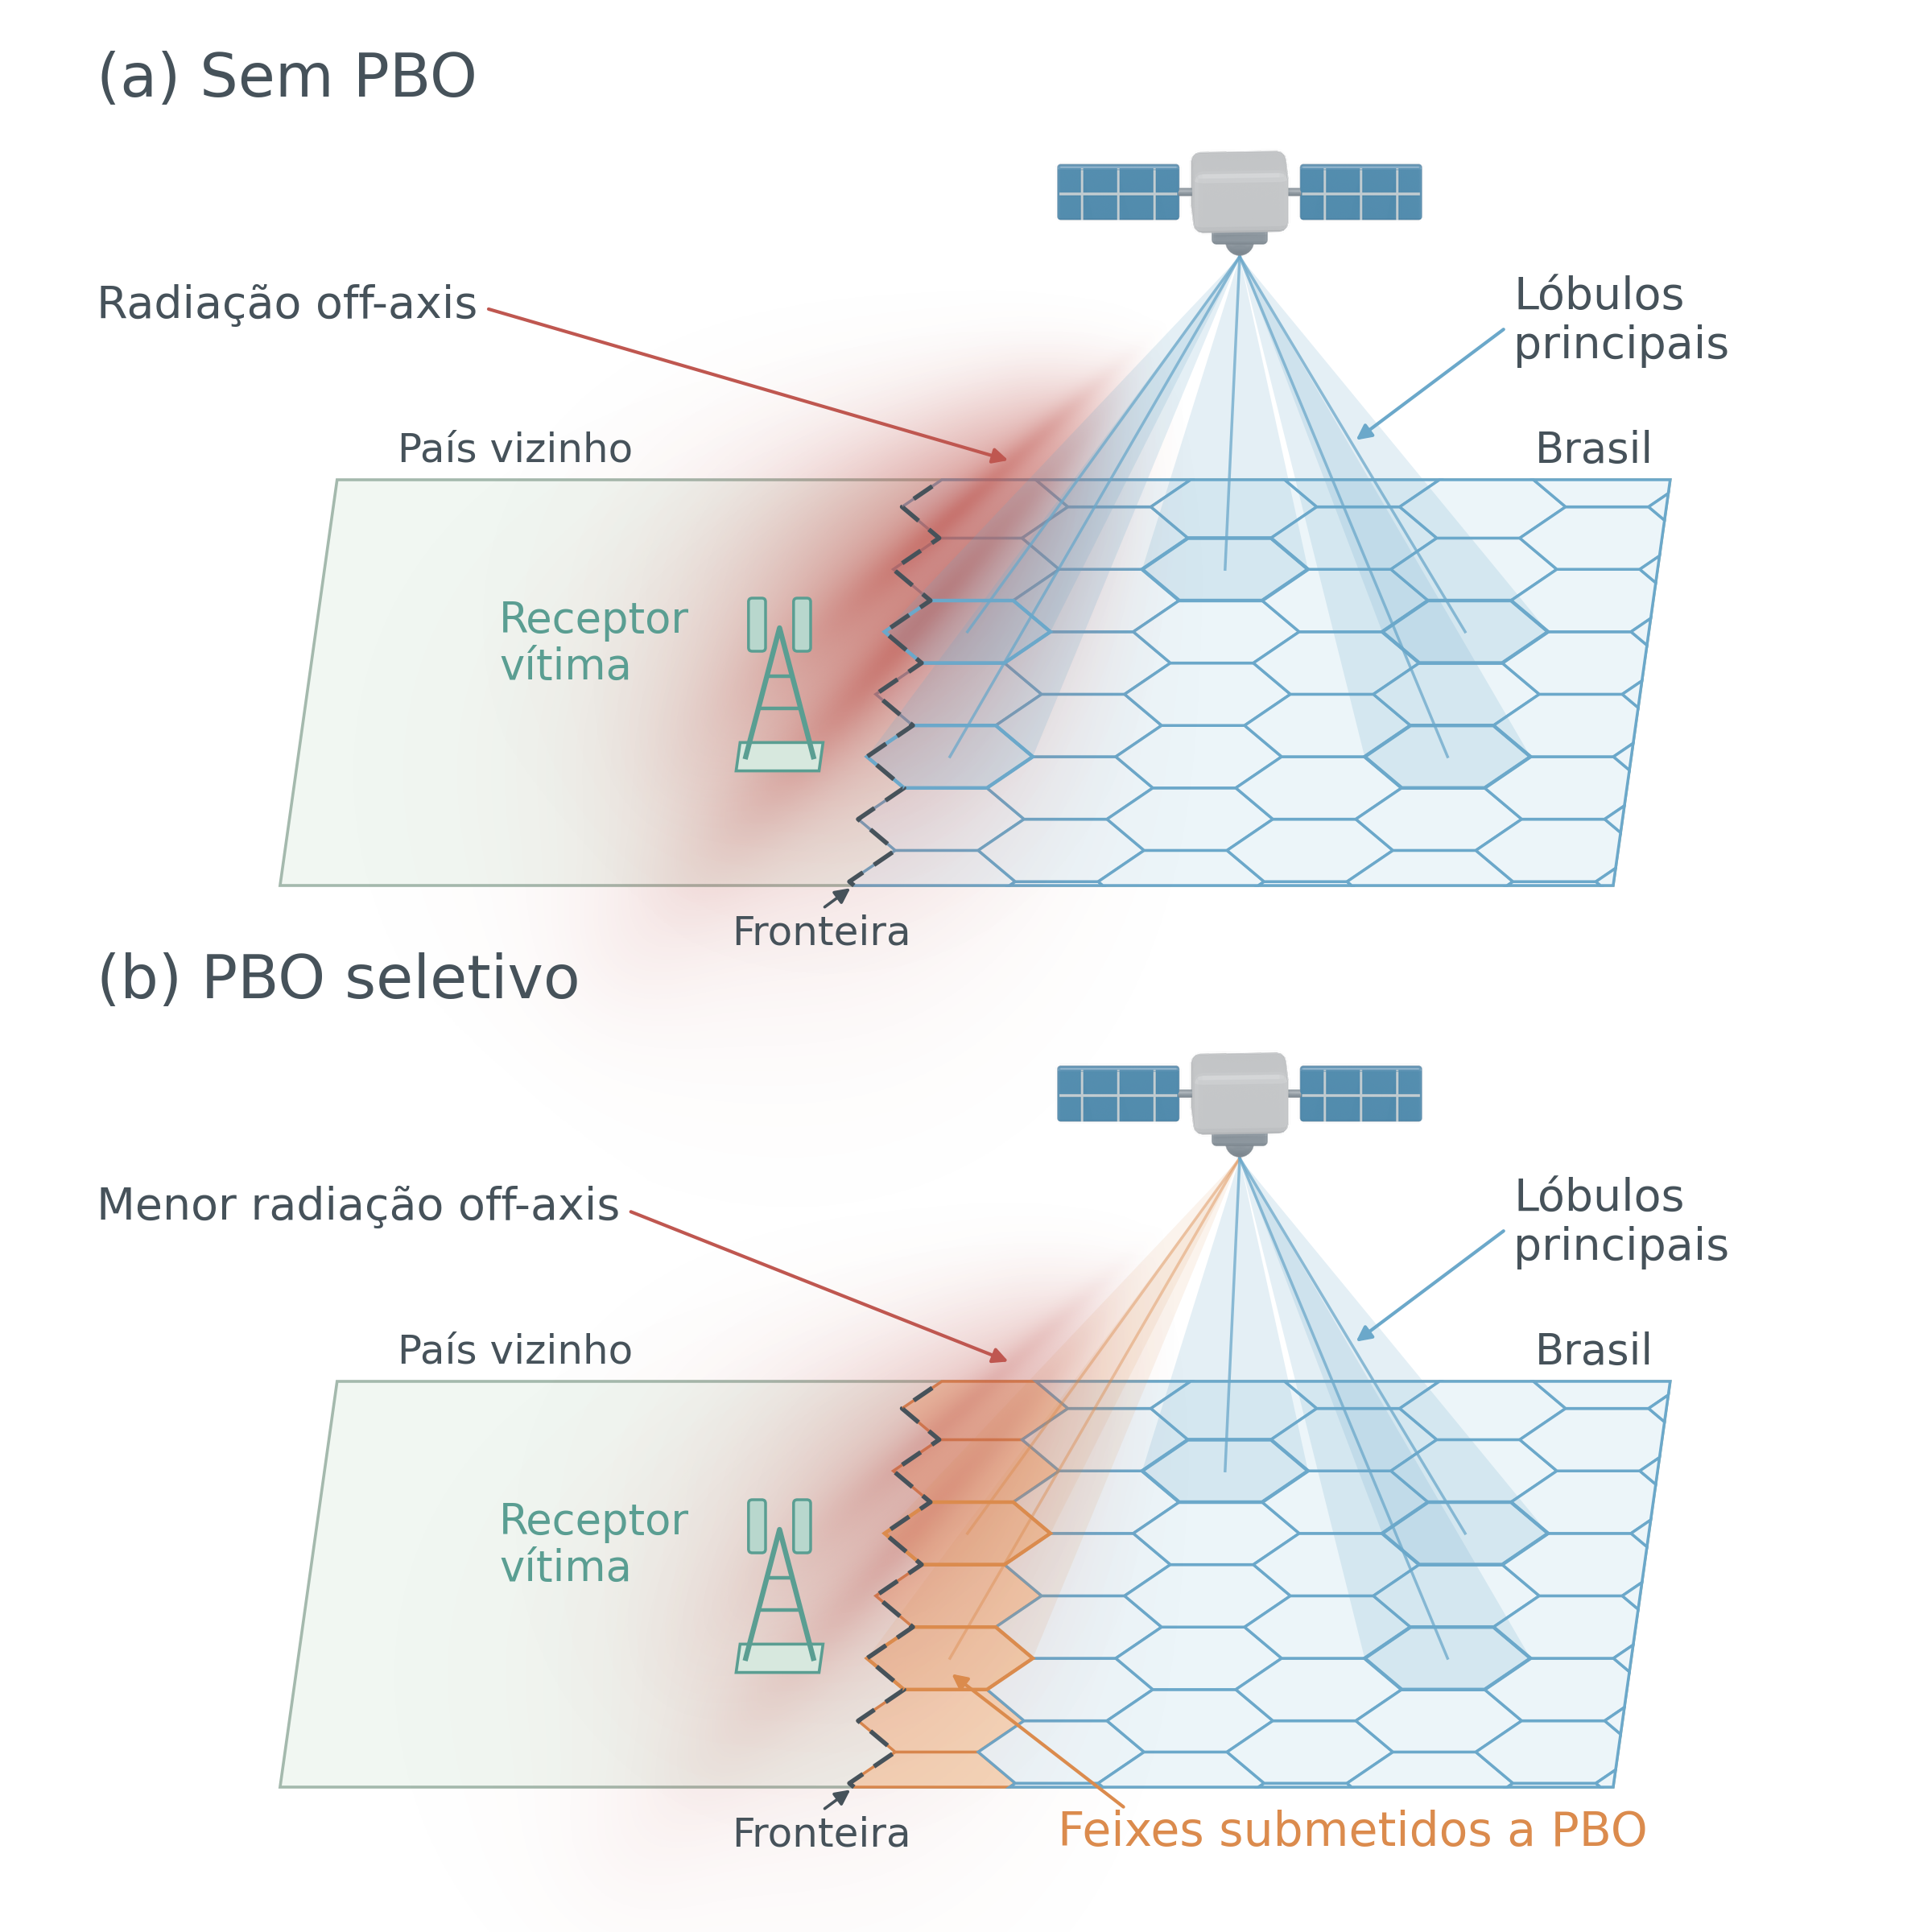 (a) Sem PBO
Radiação off-axis
Lóbulos
principais
País vizinho
Brasil
Receptor
vítima
Fronteira
(b) PBO seletivo
Menor radiação off-axis
Lóbulos
principais
País vizinho
Brasil
Receptor
vítima
Fronteira
Feixes submetidos a PBO